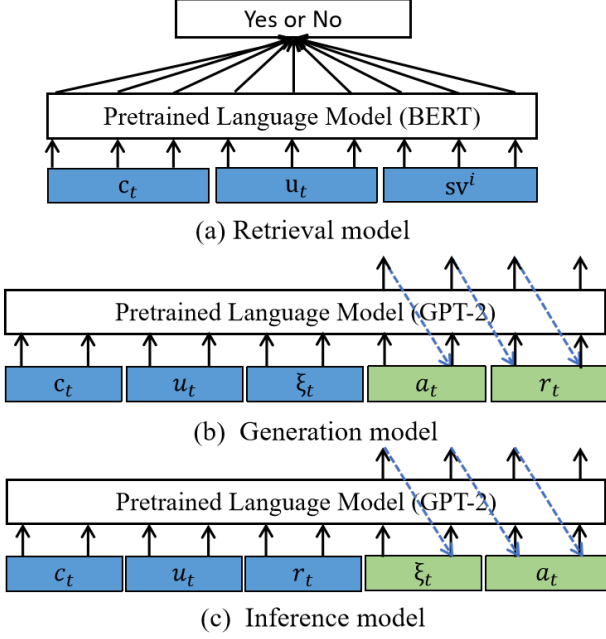 Yes or No
Pretrained Language Model (BERT)
c_t u_t sv^i
(a) Retrieval model
Pretrained Language Model (GPT-2)
c_t u_t ξ_t a_t r_t
(b) Generation model
Pretrained Language Model (GPT-2)
c_t u_t r_t ξ_t a_t
(c) Inference model